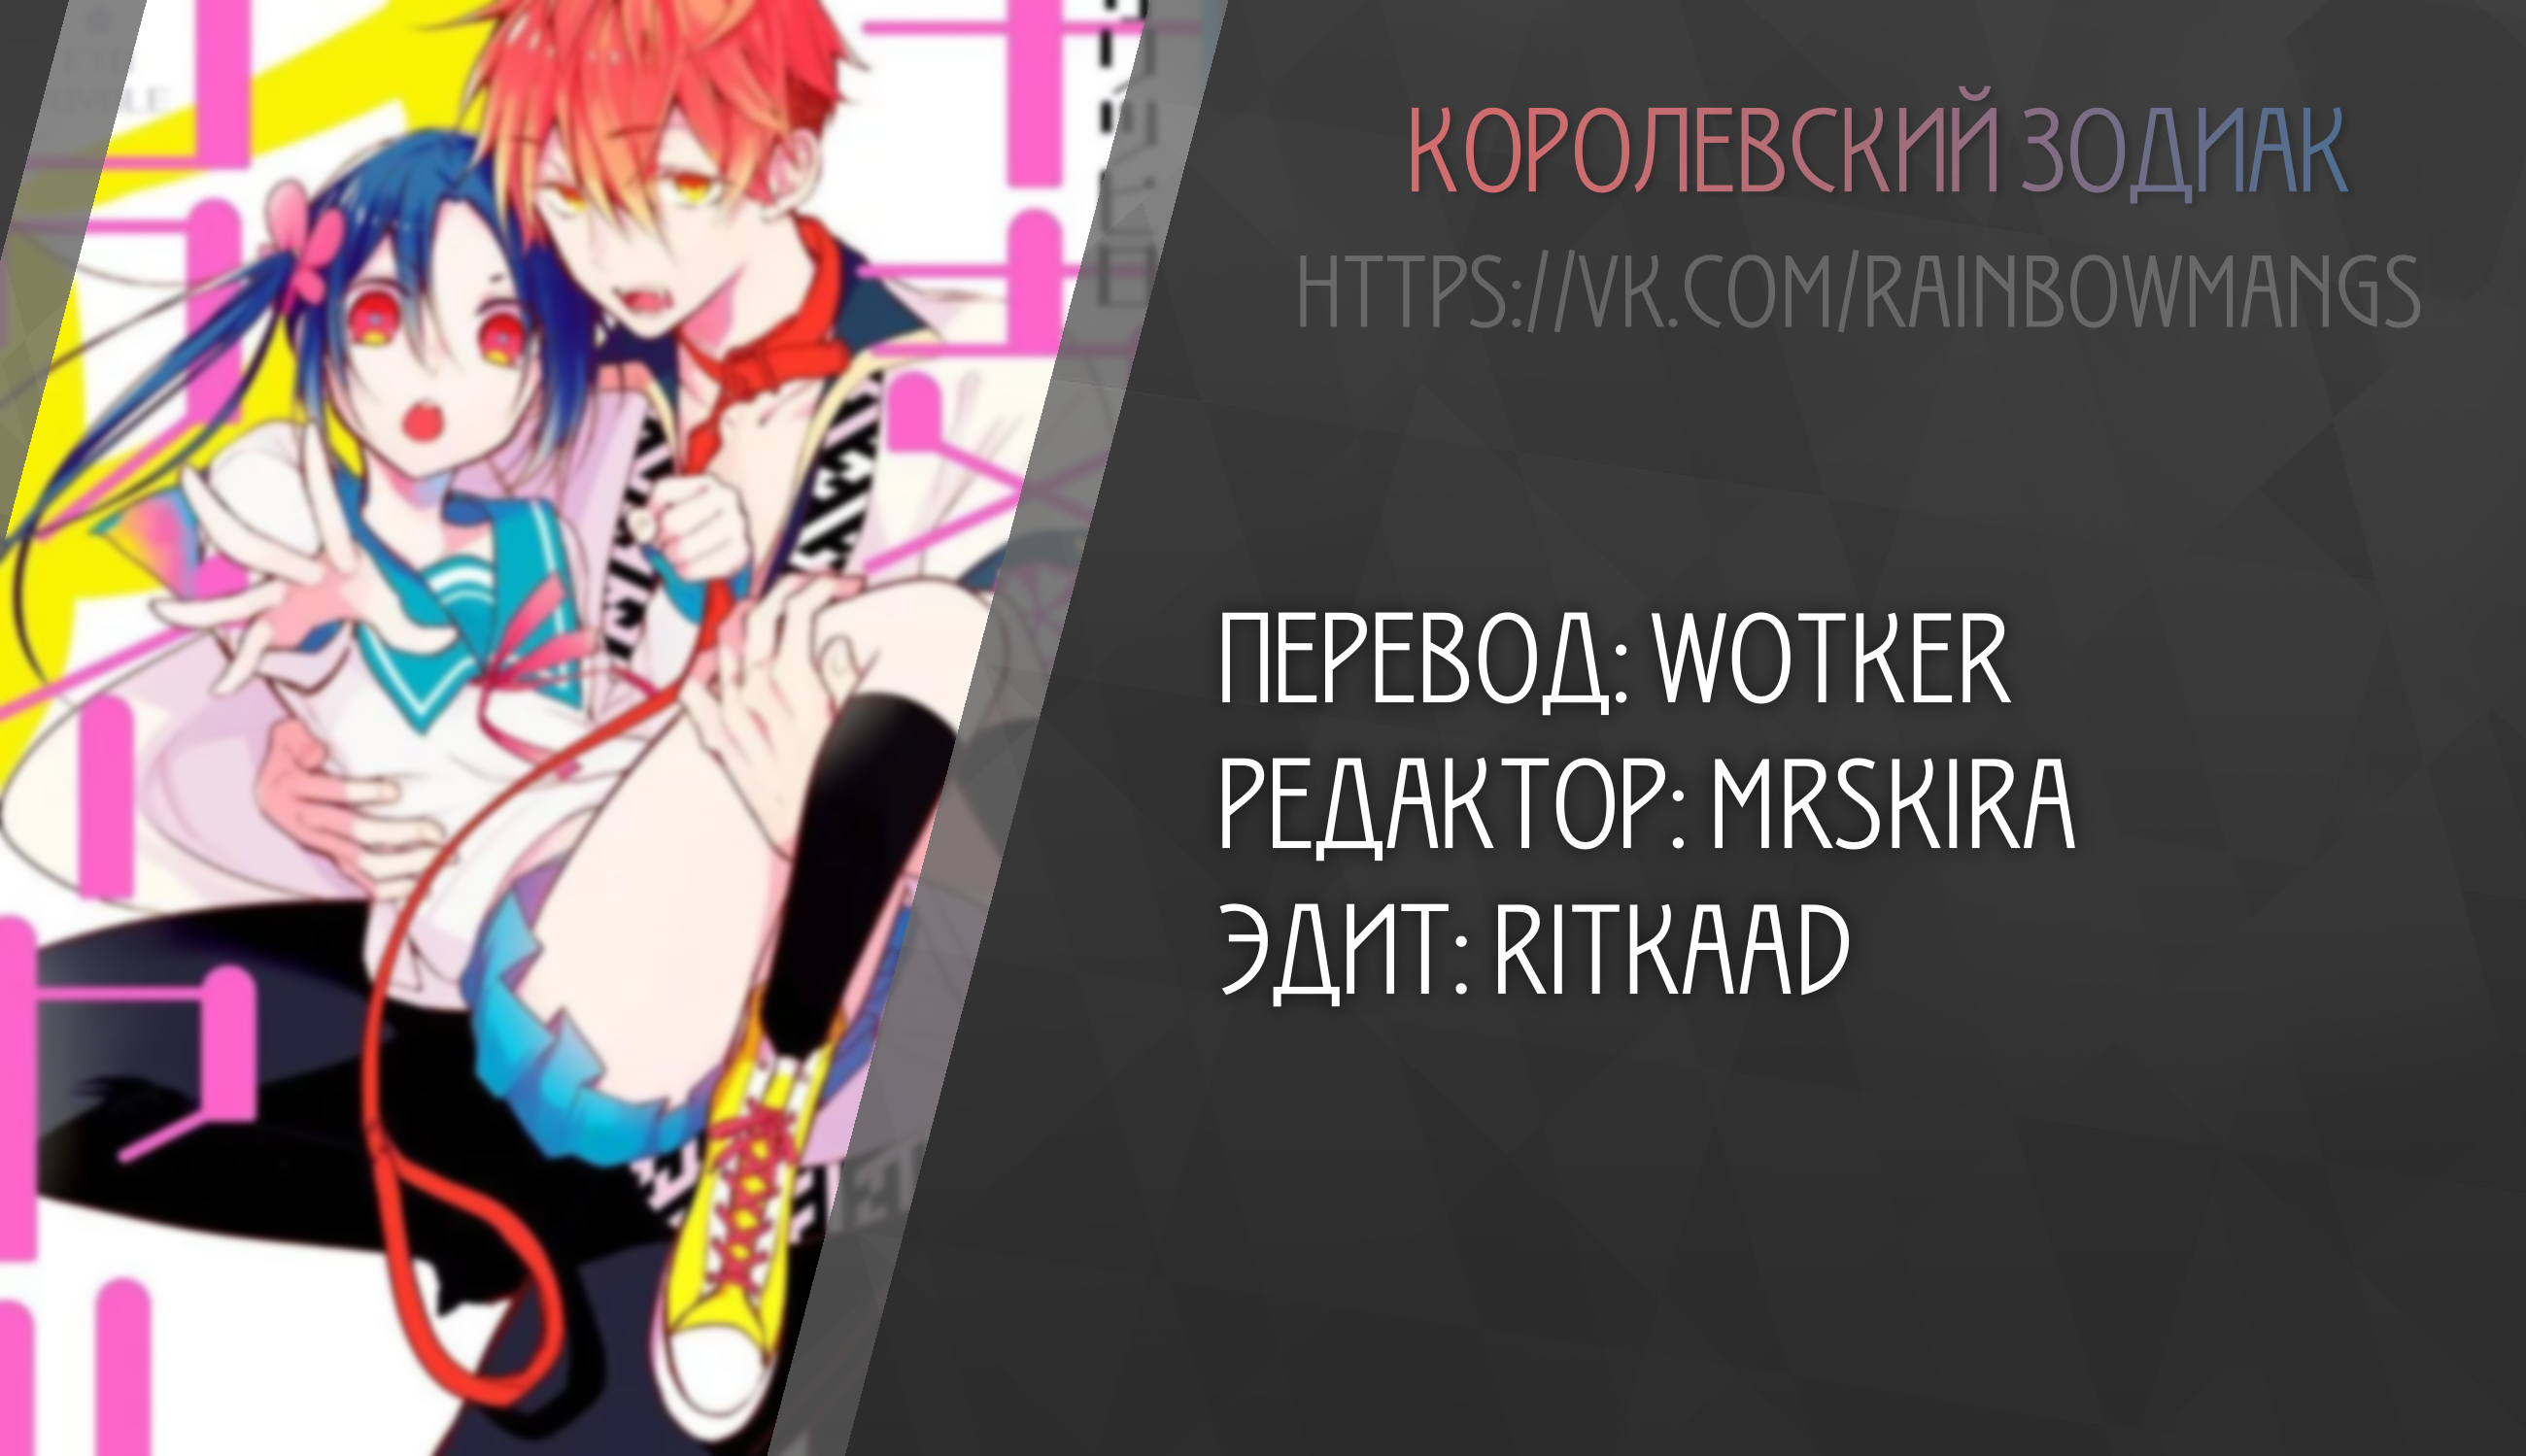 КОРОЛЕВСКИЙ ЗОДИАК
HTTPS://VK.COM/RAINBOWMANGS
ПЕРЕВОД: WOTKER
РЕДАКТОР: MRSKIRA
ЭДИТ: RITKAAD